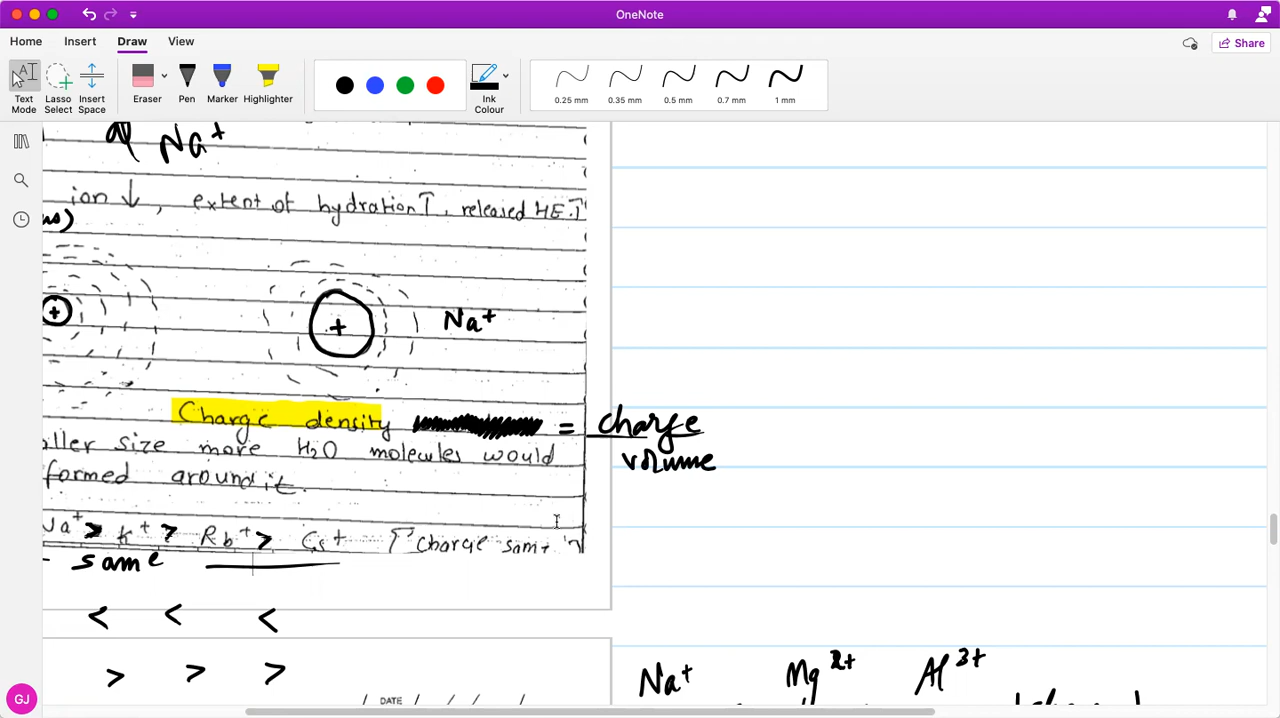 OneNote
Home Insert Draw View
Share
Text Mode Lasso Select Insert Space Eraser Pen Marker Highlighter Ink Colour 0.25 mm 0.35 mm 0.5 mm 0.7 mm 1 mm
Na⁺
ion ↓, extent of hydration ↑, released HE ↑
+ + Na⁺
Charge density = charge
volume
ller size more H₂O molecules would
formed around it.
Na⁺ > K⁺ > Rb⁺ > Cs⁺ [ charge same
- same
< < <
> > >
Na⁺ Mg²⁺ Al³⁺
DATE
GJ